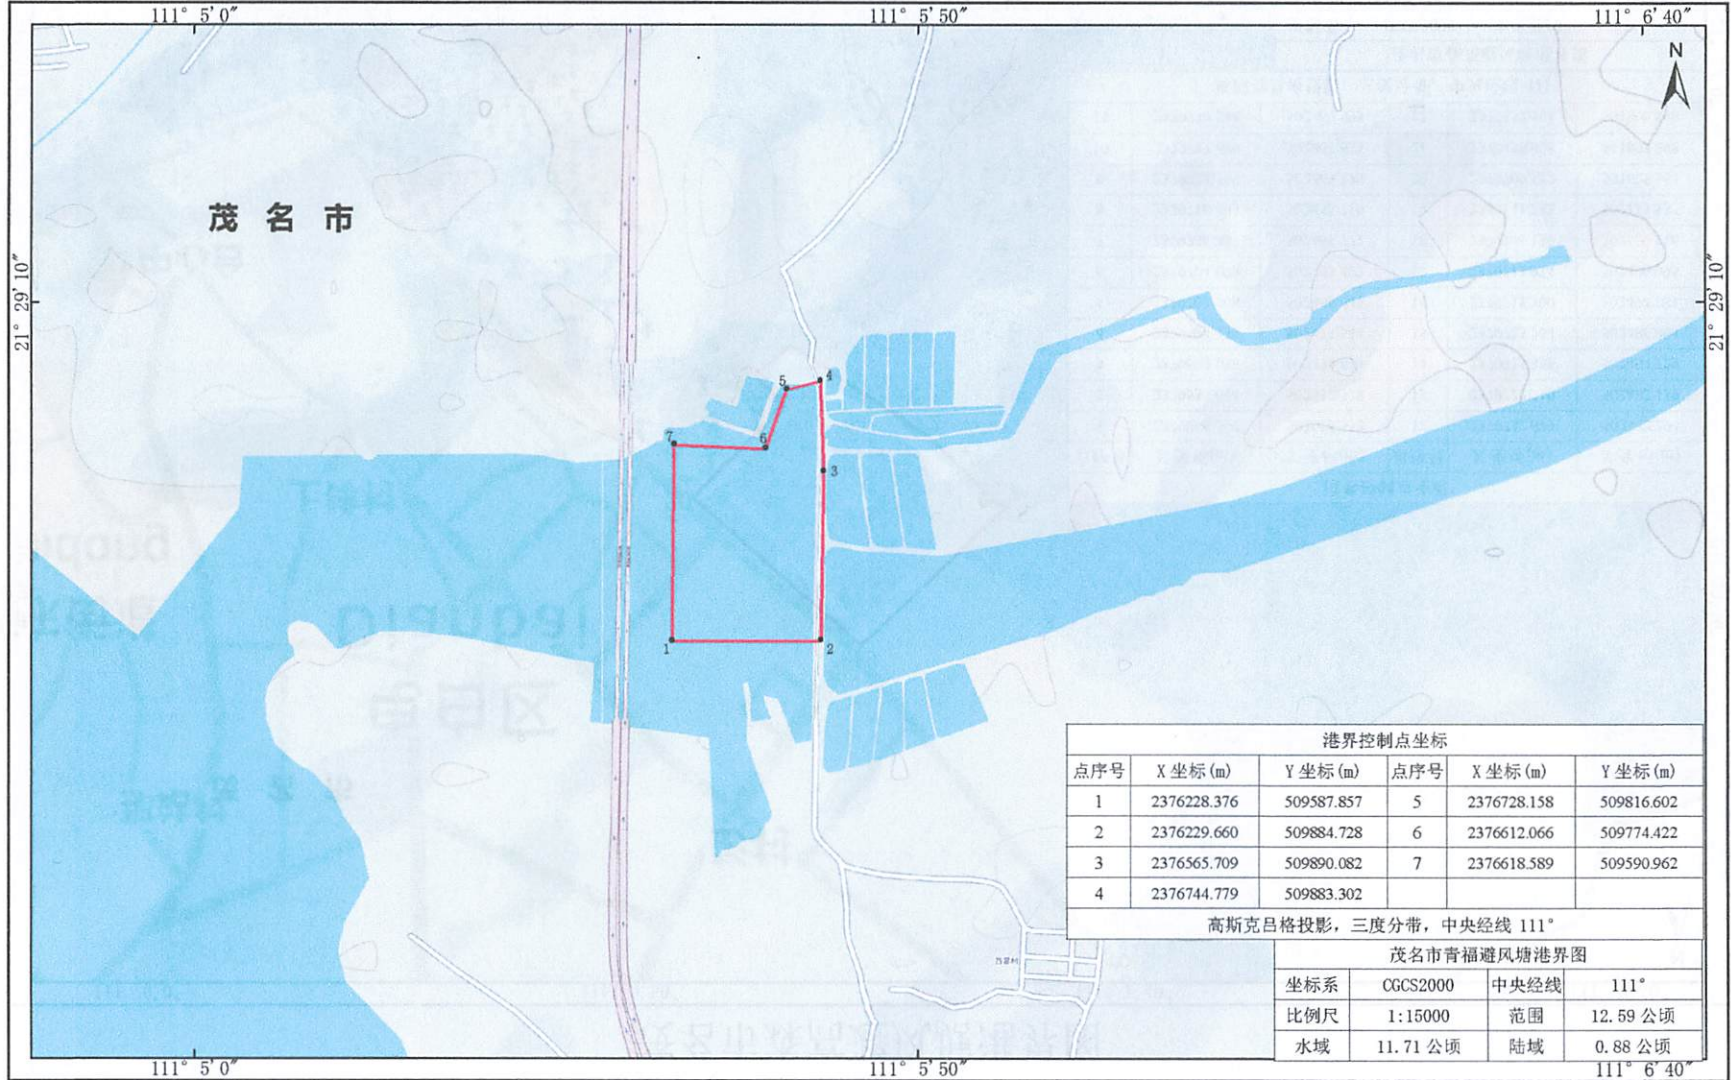 111° 5′0″ 111° 5′50″ 111° 6′40″
N
茂名市
21° 29′10″ 21° 29′10″
4
5
7
6
3
1
2
港界控制点坐标
点序号 X 坐标(m) Y 坐标(m) 点序号 X 坐标(m) Y 坐标(m)
1 2376228.376 509587.857 5 2376728.158 509816.602
2 2376229.660 509884.728 6 2376612.066 509774.422
3 2376565.709 509890.082 7 2376618.589 509590.962
4 2376744.779 509883.302
高斯克吕格投影，三度分带，中央经线 111°
茂名市青福避风塘港界图
坐标系 CGCS2000 中央经线 111°
比例尺 1:15000 范围 12.59 公顷
水域 11.71 公顷 陆域 0.88 公顷
111° 5′0″ 111° 5′50″ 111° 6′40″